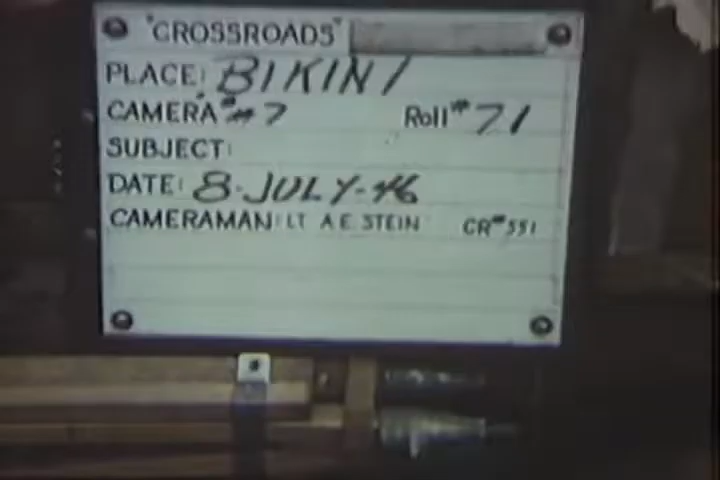 "CROSSROADS"
PLACE: BIKINI
CAMERA # 7 Roll # 71
SUBJECT:
DATE: 8-JULY-46
CAMERAMAN: LT A E STEIN CR# 551